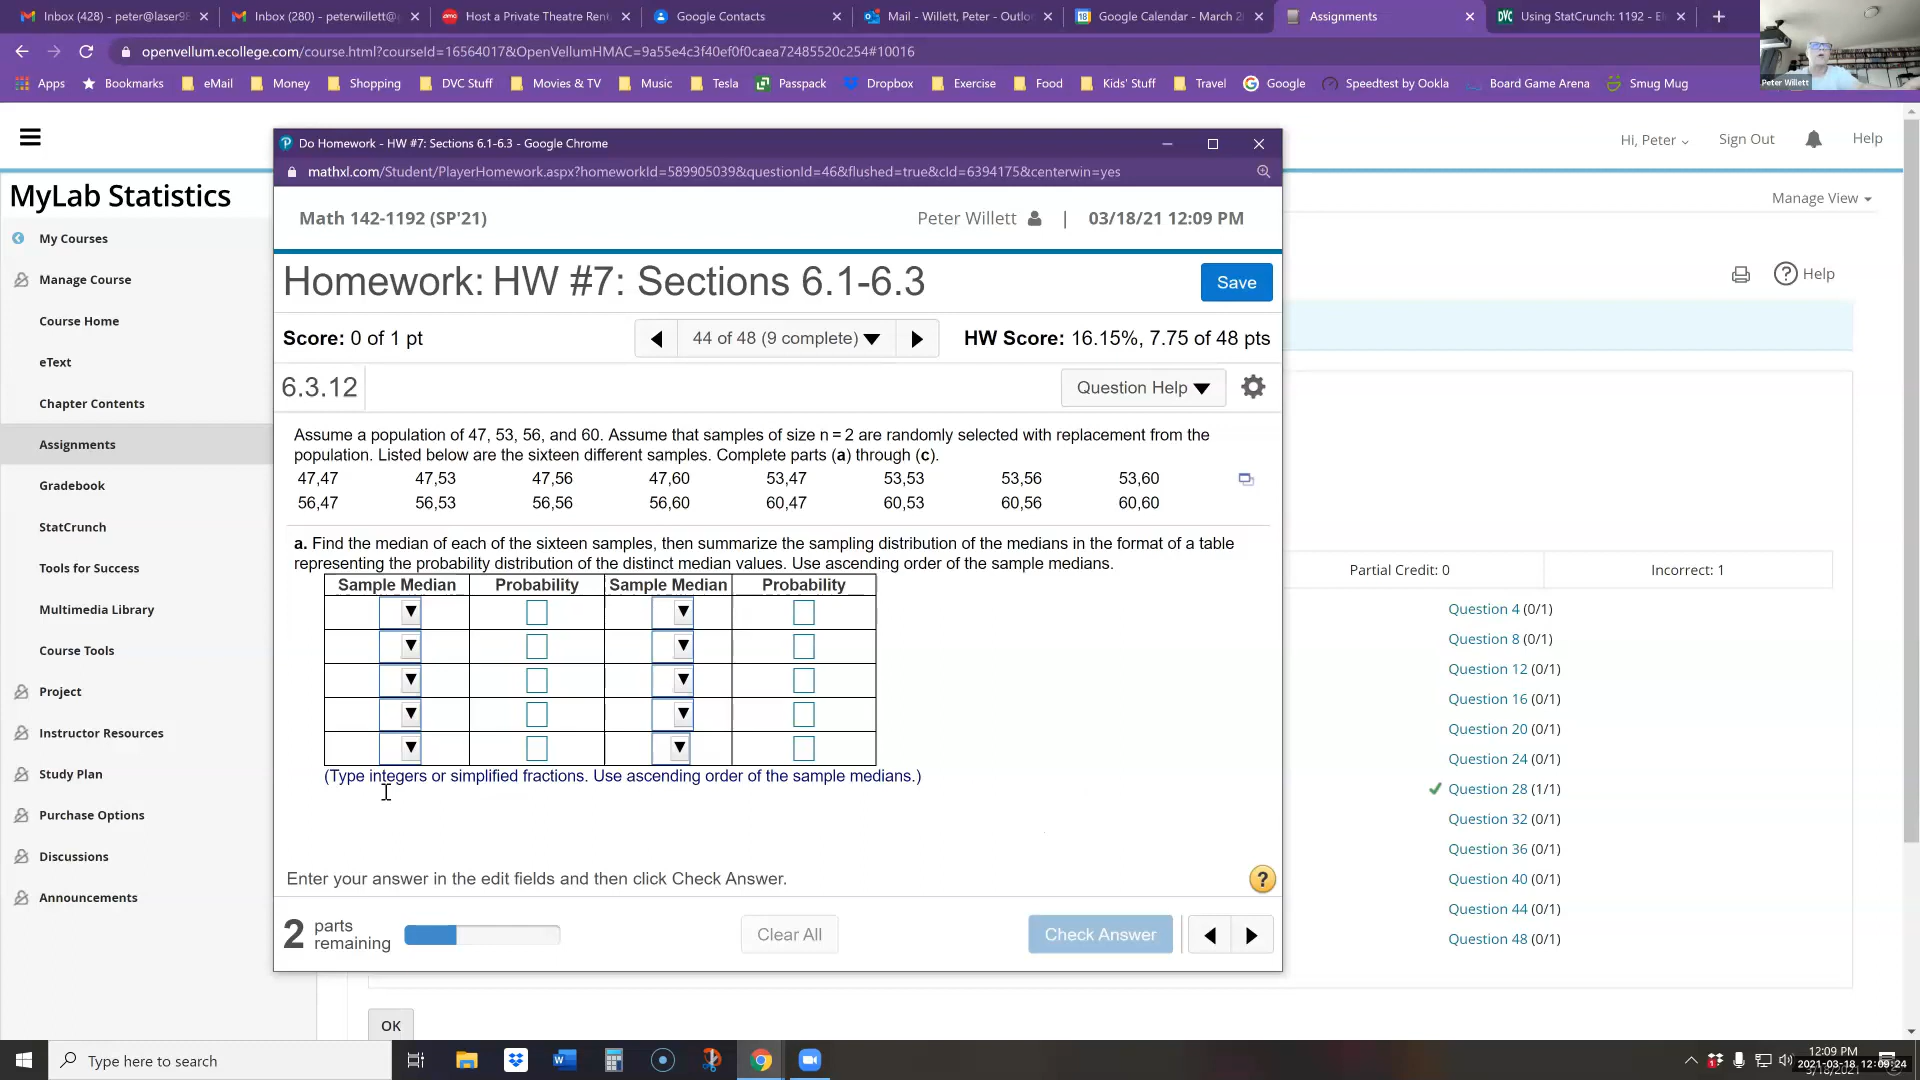 Inbox (428) - peter@laser98
Inbox (280) - peterwillett@
Host a Private Theatre Rent
Google Contacts
Mail - Willett, Peter - Outlo
Google Calendar - March 2
Assignments
Using StatCrunch: 1192 - El
openvellum.ecollege.com/course.html?courseId=16564017&OpenVellumHMAC=9a55e4c3f40ef0f0caea72485520c254#10016
Apps
Bookmarks
eMail
Money
Shopping
DVC Stuff
Movies & TV
Music
Tesla
Passpack
Dropbox
Exercise
Food
Kids' Stuff
Travel
Google
Speedtest by Ookla
Board Game Arena
Smug Mug
Peter Willett
Hi, Peter
Sign Out
Help
MyLab Statistics
My Courses
Manage Course
Course Home
eText
Chapter Contents
Assignments
Gradebook
StatCrunch
Tools for Success
Multimedia Library
Course Tools
Project
Instructor Resources
Study Plan
Purchase Options
Discussions
Announcements
Do Homework - HW #7: Sections 6.1-6.3 - Google Chrome
mathxl.com/Student/PlayerHomework.aspx?homeworkId=589905039&questionId=46&flushed=true&cId=6394175&centerwin=yes
Math 142-1192 (SP'21)
Peter Willett | 03/18/21 12:09 PM
Homework: HW #7: Sections 6.1-6.3
Save
Score: 0 of 1 pt
44 of 48 (9 complete)
HW Score: 16.15%, 7.75 of 48 pts
6.3.12
Question Help
Assume a population of 47, 53, 56, and 60. Assume that samples of size n = 2 are randomly selected with replacement from the
population. Listed below are the sixteen different samples. Complete parts (a) through (c).
47,47 47,53 47,56 47,60 53,47 53,53 53,56 53,60
56,47 56,53 56,56 56,60 60,47 60,53 60,56 60,60
a. Find the median of each of the sixteen samples, then summarize the sampling distribution of the medians in the format of a table
representing the probability distribution of the distinct median values. Use ascending order of the sample medians.
Sample Median Probability Sample Median Probability
(Type integers or simplified fractions. Use ascending order of the sample medians.)
Enter your answer in the edit fields and then click Check Answer.
?
2 parts
remaining
Clear All
Check Answer
Manage View
Help
Partial Credit: 0
Incorrect: 1
Question 4 (0/1)
Question 8 (0/1)
Question 12 (0/1)
Question 16 (0/1)
Question 20 (0/1)
Question 24 (0/1)
Question 28 (1/1)
Question 32 (0/1)
Question 36 (0/1)
Question 40 (0/1)
Question 44 (0/1)
Question 48 (0/1)
OK
Type here to search
12:09 PM
2021-03-18 12:09:24